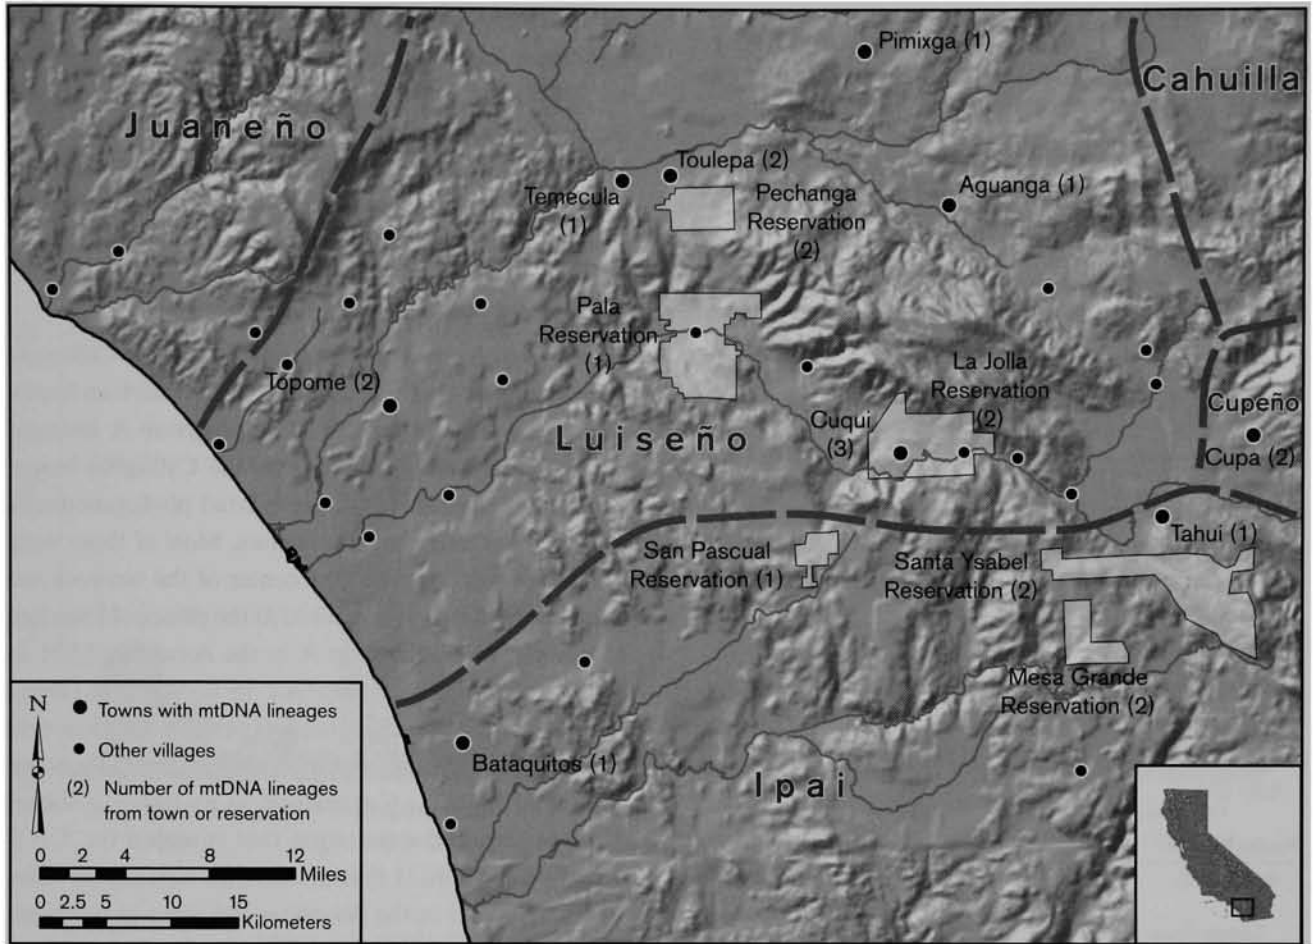 Pimixga (1)
Cahuilla
Juaneño
Toulepa (2)
Temecula
(1)
Pechanga
Reservation
(2)
Aguanga (1)
Pala
Reservation
(1)
La Jolla
Reservation
(2)
Topome (2)
Cuqui
(3)
Luiseño
Cupeño
Cupa (2)
Tahui (1)
San Pascual
Reservation (1)
Santa Ysabel
Reservation (2)
Mesa Grande
Reservation (2)
Bataquitos (1)
Ipai
N
Towns with mtDNA lineages
Other villages
(2) Number of mtDNA lineages
from town or reservation
0 2 4 8 12
Miles
0 2.5 5 10 15
Kilometers